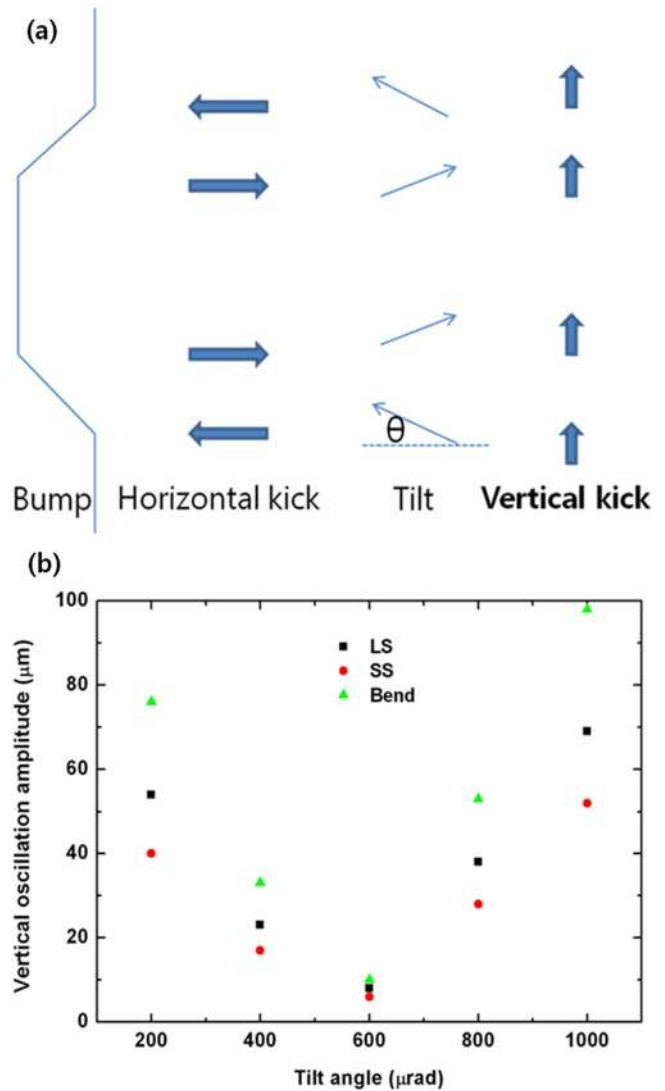 (a)
θ
Bump Horizontal kick Tilt Vertical kick
(b)
100
80
60
40
20
0
Vertical oscillation amplitude (μm)
LS
SS
Bend
200 400 600 800 1000
Tilt angle (μrad)